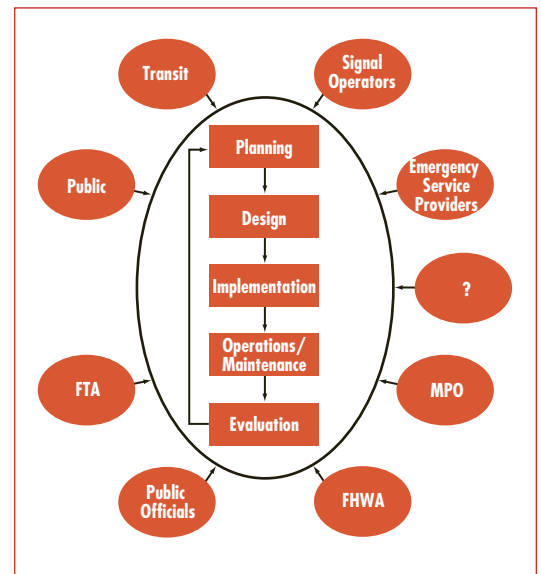 Transit
Signal
Operators
Planning
Public
Emergency
Service
Providers
Design
Implementation
?
Operations/
Maintenance
FTA
MPO
Evaluation
Public
Officials
FHWA